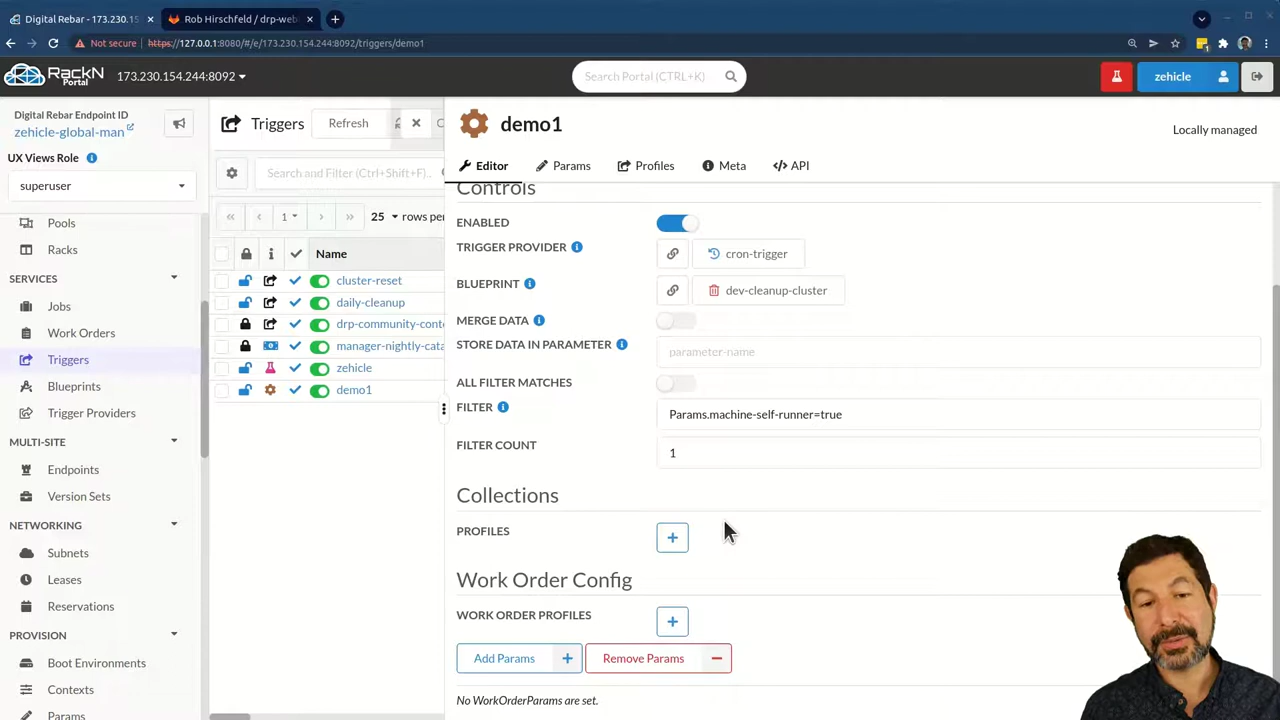 Digital Rebar - 173.230.15
Rob Hirschfeld / drp-web
Not secure
https://127.0.0.1:8080/#/e/173.230.154.244:8092/triggers/demo1
RackN
Portal
173.230.154.244:8092
Search Portal (CTRL+K)
zehicle
Digital Rebar Endpoint ID
zehicle-global-man
UX Views Role
superuser
Pools
Racks
SERVICES
Jobs
Work Orders
Triggers
Blueprints
Trigger Providers
MULTI-SITE
Endpoints
Version Sets
NETWORKING
Subnets
Leases
Reservations
PROVISION
Boot Environments
Contexts
Params
Triggers
Refresh
Search and Filter (Ctrl+Shift+F)..
1
25 rows per
Name
cluster-reset
daily-cleanup
drp-community-conte
manager-nightly-cata
zehicle
demo1
demo1
Locally managed
Editor
Params
Profiles
Meta
API
Controls
ENABLED
TRIGGER PROVIDER
cron-trigger
BLUEPRINT
dev-cleanup-cluster
MERGE DATA
STORE DATA IN PARAMETER
parameter-name
ALL FILTER MATCHES
FILTER
Params.machine-self-runner=true
FILTER COUNT
1
Collections
PROFILES
Work Order Config
WORK ORDER PROFILES
Add Params
Remove Params
No WorkOrderParams are set.